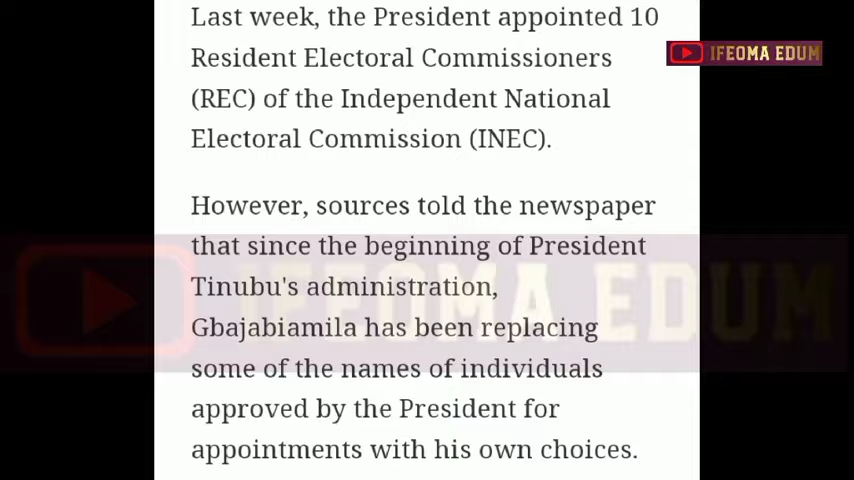 Last week, the President appointed 10
Resident Electoral Commissioners
(REC) of the Independent National
Electoral Commission (INEC).
However, sources told the newspaper
that since the beginning of President
Tinubu's administration,
Gbajabiamila has been replacing
some of the names of individuals
approved by the President for
appointments with his own choices.
IFEOMA EDUM
IFEOMA EDUM